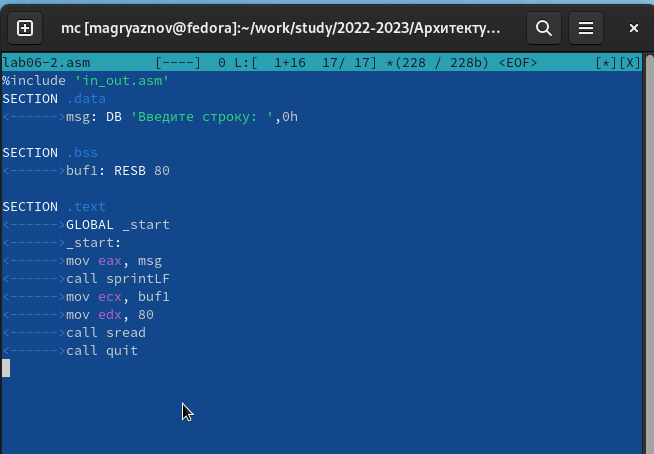 mc [magryaznov@fedora]:~/work/study/2022-2023/Архитекту...
lab06-2.asm [----] 0 L:[ 1+16 17/ 17] *(228 / 228b) <EOF> [*][X]
%include 'in_out.asm'
SECTION .data
<------>msg: DB 'Введите строку: ',0h
SECTION .bss
<------>buf1: RESB 80
SECTION .text
<------>GLOBAL _start
<------>_start:
<------>mov eax, msg
<------>call sprintLF
<------>mov ecx, buf1
<------>mov edx, 80
<------>call sread
<------>call quit